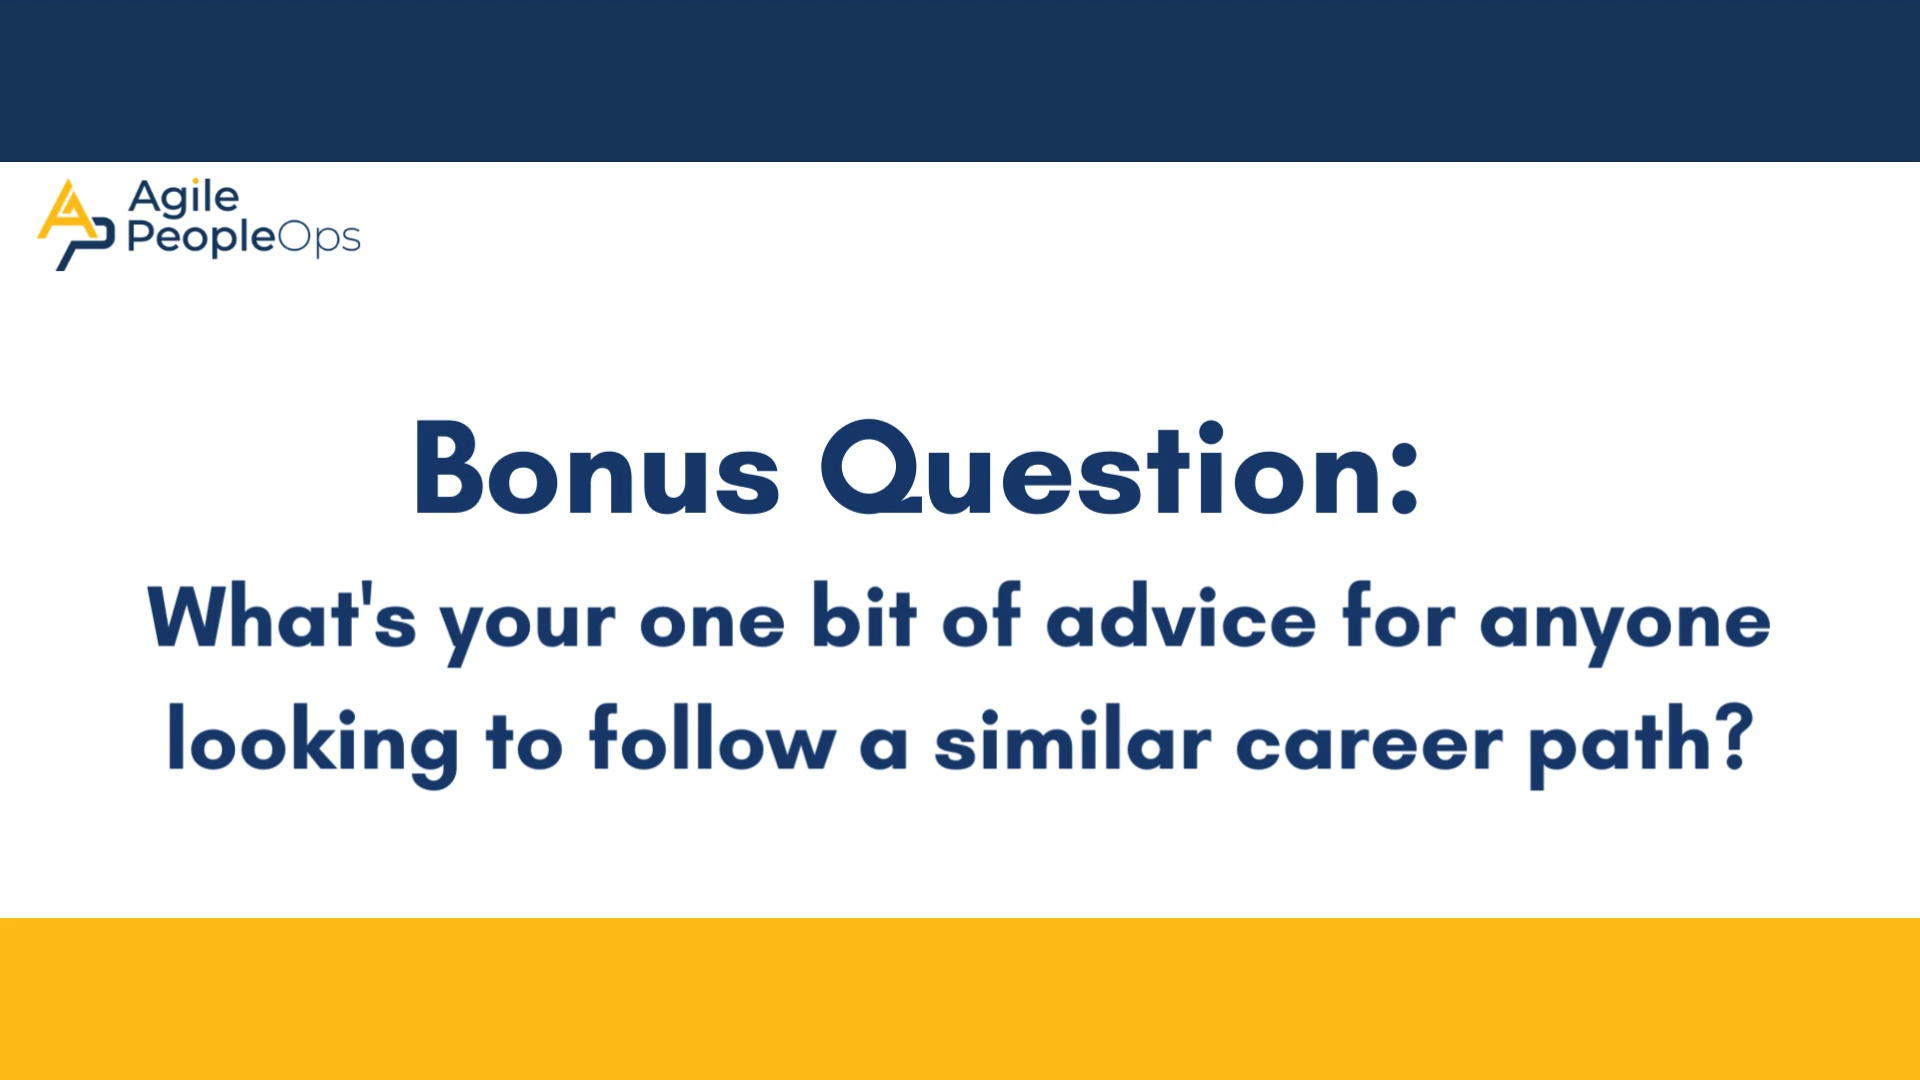 Agile
PeopleOps
Bonus Question:
What's your one bit of advice for anyone
looking to follow a similar career path?